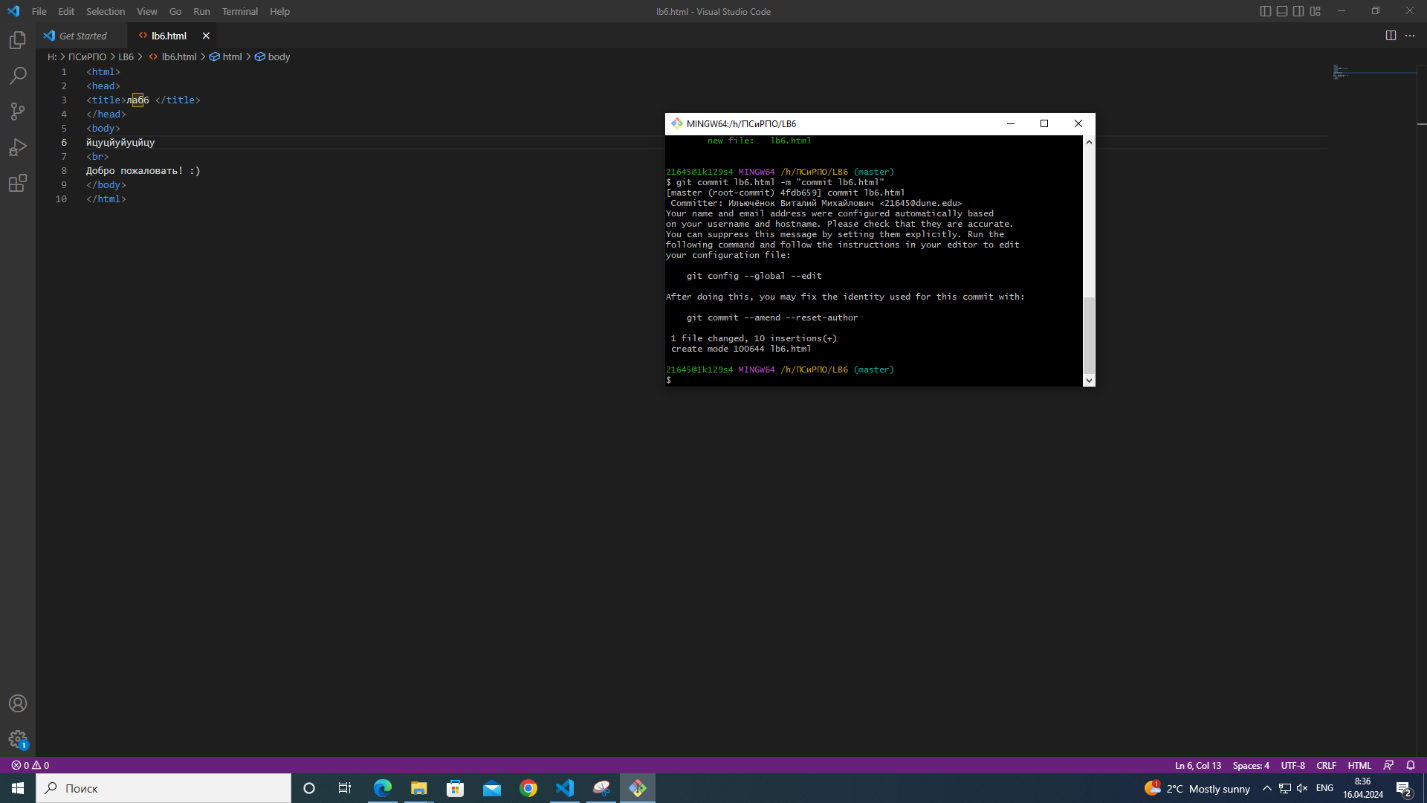 File Edit Selection View Go Run Terminal Help
lb6.html - Visual Studio Code
Get Started
lb6.html
H: > ПСиРПО > LB6 > lb6.html > html > body
1 <html>
2 <head>
3 <title>лаб6 </title>
4 </head>
5 <body>
6 йцуцйуйуцйцу
7 <br>
8 Добро пожаловать! :)
9 </body>
10 </html>
MINGW64:/h/ПСиРПО/LB6
new file:   lb6.html
21645@1k129s4 MINGW64 /h/ПСиРПО/LB6 (master)
$ git commit lb6.html -m "commit lb6.html"
[master (root-commit) 4fdb659] commit lb6.html
Committer: Ильючёнок Виталий Михайлович <21645@dune.edu>
Your name and email address were configured automatically based
on your username and hostname. Please check that they are accurate.
You can suppress this message by setting them explicitly. Run the
following command and follow the instructions in your editor to edit
your configuration file:
git config --global --edit
After doing this, you may fix the identity used for this commit with:
git commit --amend --reset-author
1 file changed, 10 insertions(+)
create mode 100644 lb6.html
21645@1k129s4 MINGW64 /h/ПСиРПО/LB6 (master)
$
1
0 0
Ln 6, Col 13 Spaces: 4 UTF-8 CRLF HTML
Поиск
2°C Mostly sunny
ENG
8:36
16.04.2024
2